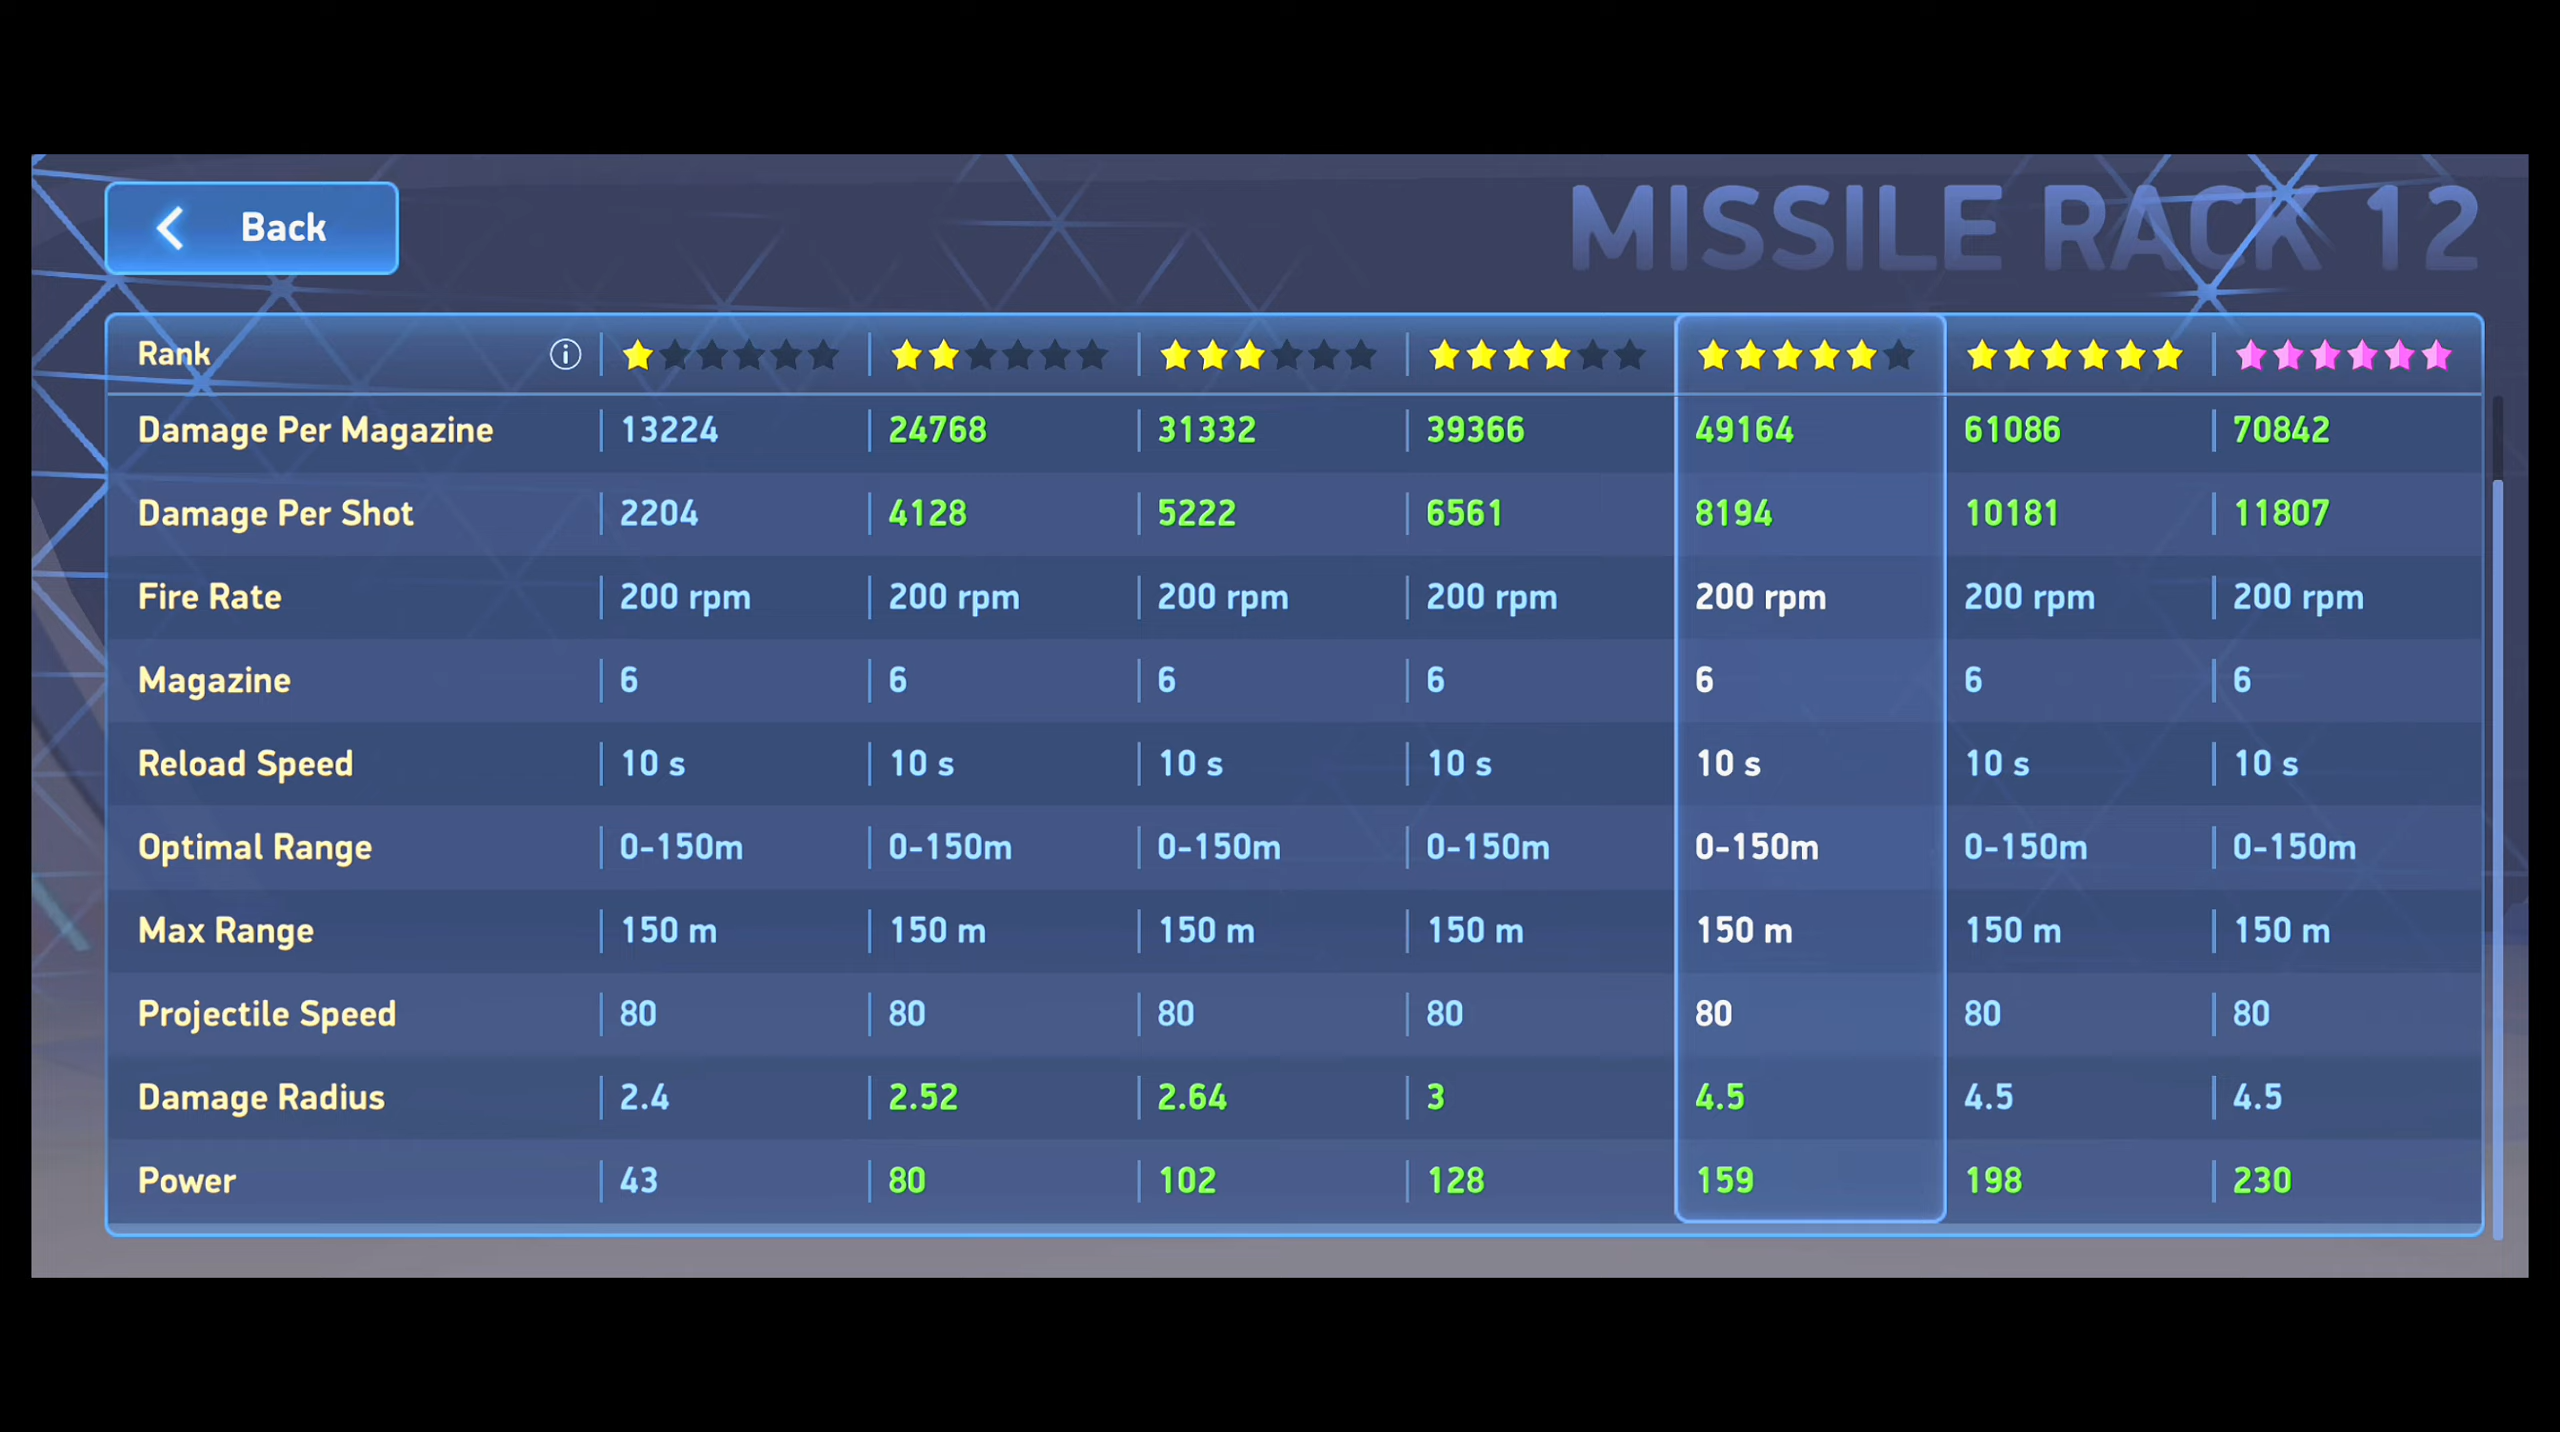 Back
MISSILE RACK 12
Rank
Damage Per Magazine 13224 24768 31332 39366 49164 61086 70842
Damage Per Shot 2204 4128 5222 6561 8194 10181 11807
Fire Rate 200 rpm 200 rpm 200 rpm 200 rpm 200 rpm 200 rpm 200 rpm
Magazine 6 6 6 6 6 6 6
Reload Speed 10 s 10 s 10 s 10 s 10 s 10 s 10 s
Optimal Range 0-150m 0-150m 0-150m 0-150m 0-150m 0-150m 0-150m
Max Range 150 m 150 m 150 m 150 m 150 m 150 m 150 m
Projectile Speed 80 80 80 80 80 80 80
Damage Radius 2.4 2.52 2.64 3 4.5 4.5 4.5
Power 43 80 102 128 159 198 230